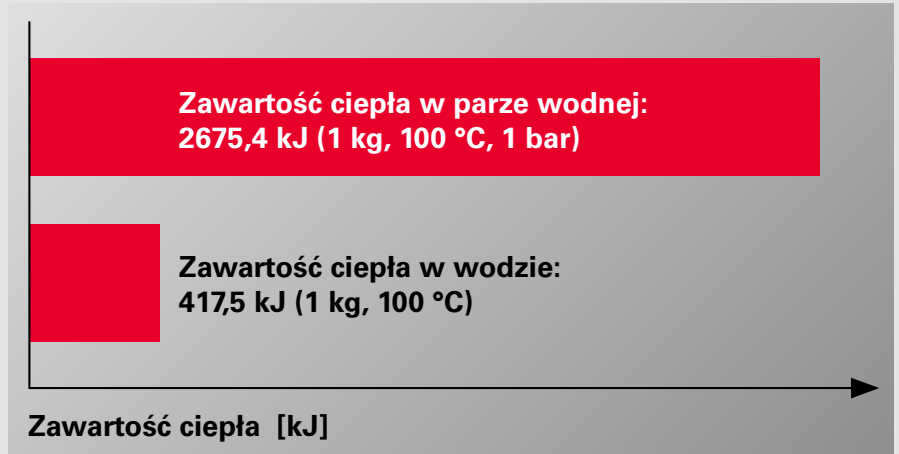 Zawartość ciepła w parze wodnej:
2675,4 kJ (1 kg, 100 °C, 1 bar)
Zawartość ciepła w wodzie:
417,5 kJ (1 kg, 100 °C)
Zawartość ciepła [kJ]